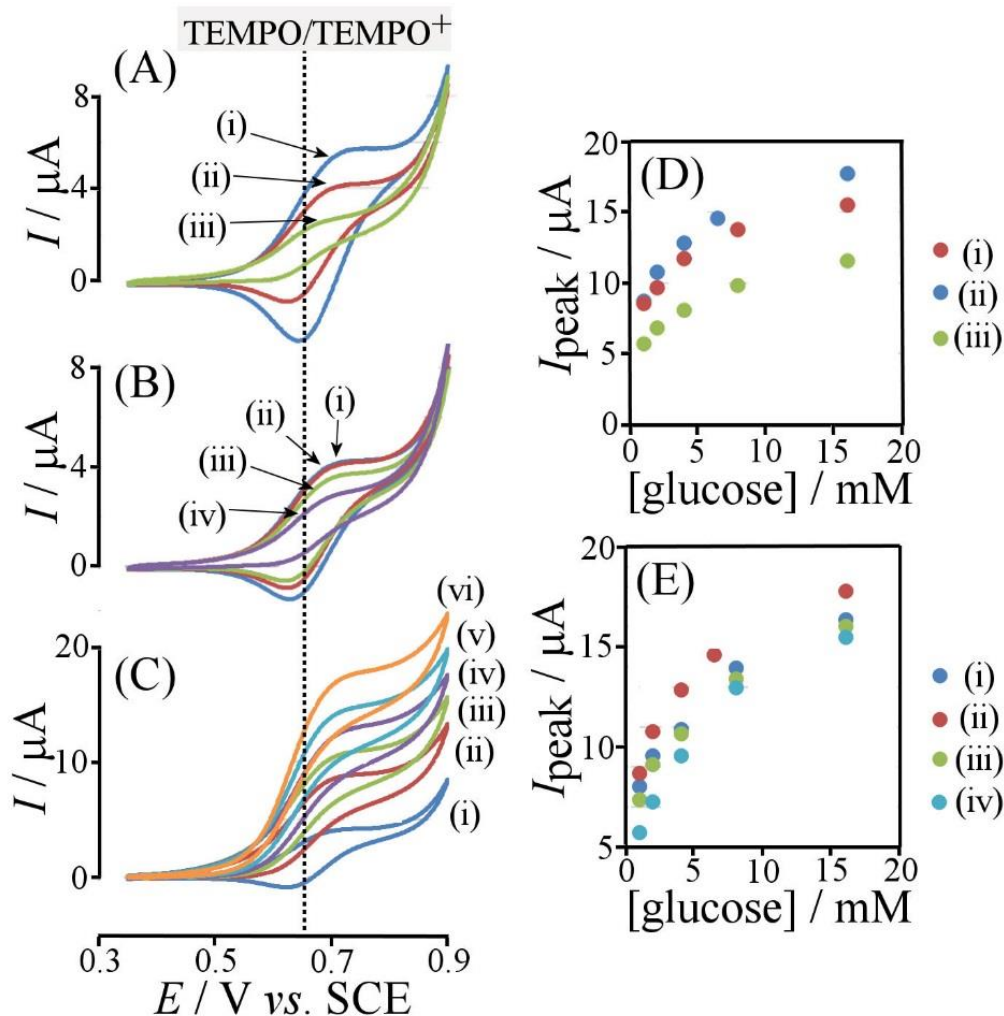 TEMPO/TEMPO+
(A)
8
4
0
I / µA
(i)
(ii)
(iii)
(B)
8
4
0
I / µA
(i)
(ii)
(iii)
(iv)
(C)
20
10
0
I / µA
(vi)
(v)
(iv)
(iii)
(ii)
(i)
0.3 0.5 0.7 0.9
E / V vs. SCE
(D)
20
15
10
5
0
Ipeak / µA
0 5 10 15 20
[glucose] / mM
(i)
(ii)
(iii)
(E)
20
15
10
5
Ipeak / µA
0 5 10 15 20
[glucose] / mM
(i)
(ii)
(iii)
(iv)